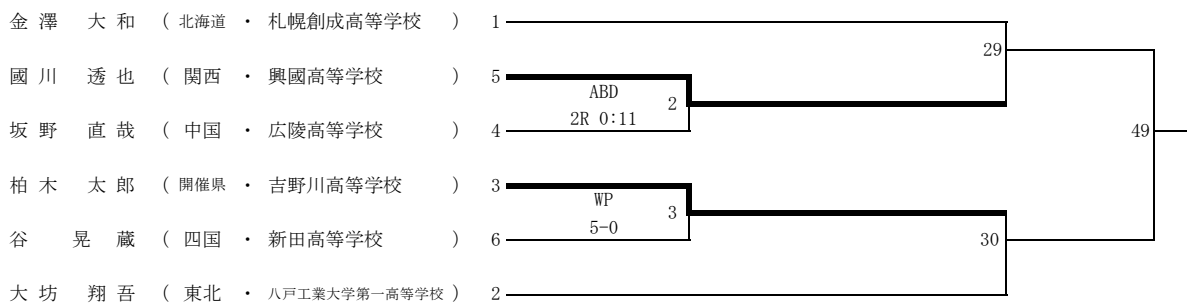 金澤 大和 ( 北海道 ・ 札幌創成高等学校 ) 1
29
國川 透也 ( 関西 ・ 興國高等学校 ) 5
ABD
2
2R 0:11
坂野 直哉 ( 中国 ・ 広陵高等学校 ) 4
49
柏木 太郎 ( 開催県 ・ 吉野川高等学校 ) 3
WP
3
5-0
谷 晃蔵 ( 四国 ・ 新田高等学校 ) 6
30
大坊 翔吾 ( 東北 ・ 八戸工業大学第一高等学校 ) 2